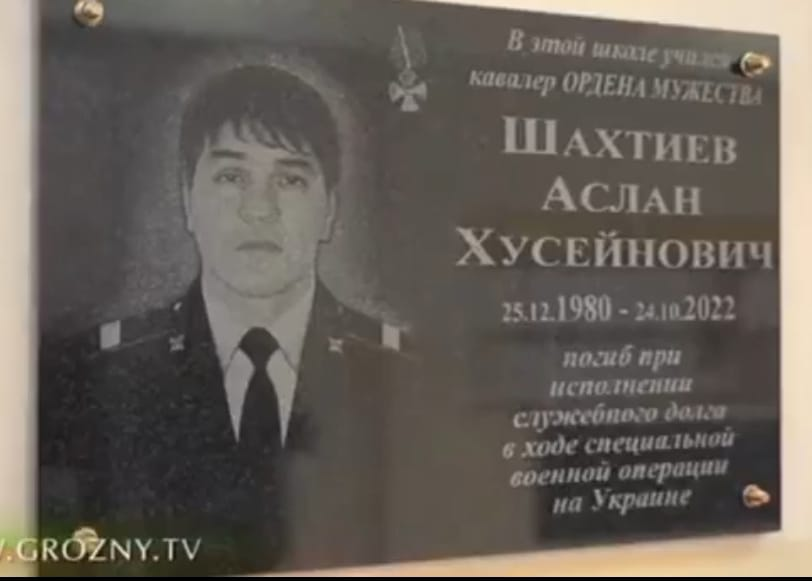 В этой школе учился
кавалер ОРДЕНА МУЖЕСТВА
ШАХТИЕВ
АСЛАН
ХУСЕЙНОВИЧ
25.12.1980 - 24.10.2022
погиб при
исполнении
служебного долга
в ходе специальной
военной операции
на Украине
.GROZNY.TV